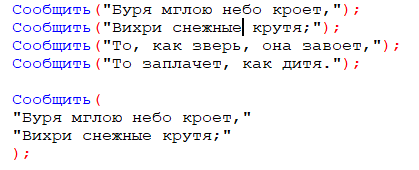 Сообщить("Буря мглою небо кроет,");
Сообщить("Вихри снежные крутя;");
Сообщить("То, как зверь, она завоет,");
Сообщить("То заплачет, как дитя.");
Сообщить(
"Буря мглою небо кроет,"
"Вихри снежные крутя;"
);